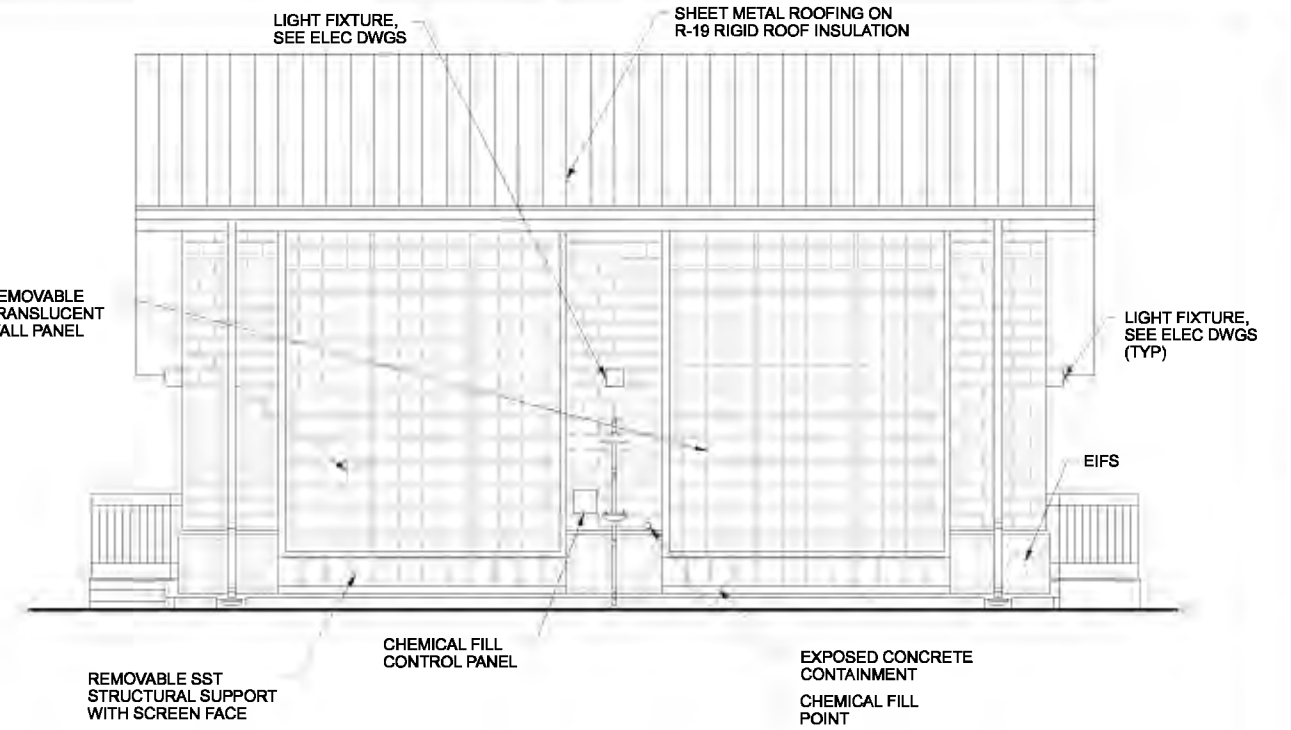 LIGHT FIXTURE,
SEE ELEC DWGS
SHEET METAL ROOFING ON
R-19 RIGID ROOF INSULATION
EMOVABLE
RANSLUCENT
ALL PANEL
LIGHT FIXTURE,
SEE ELEC DWGS
(TYP)
EIFS
CHEMICAL FILL
CONTROL PANEL
REMOVABLE SST
STRUCTURAL SUPPORT
WITH SCREEN FACE
EXPOSED CONCRETE
CONTAINMENT
CHEMICAL FILL
POINT